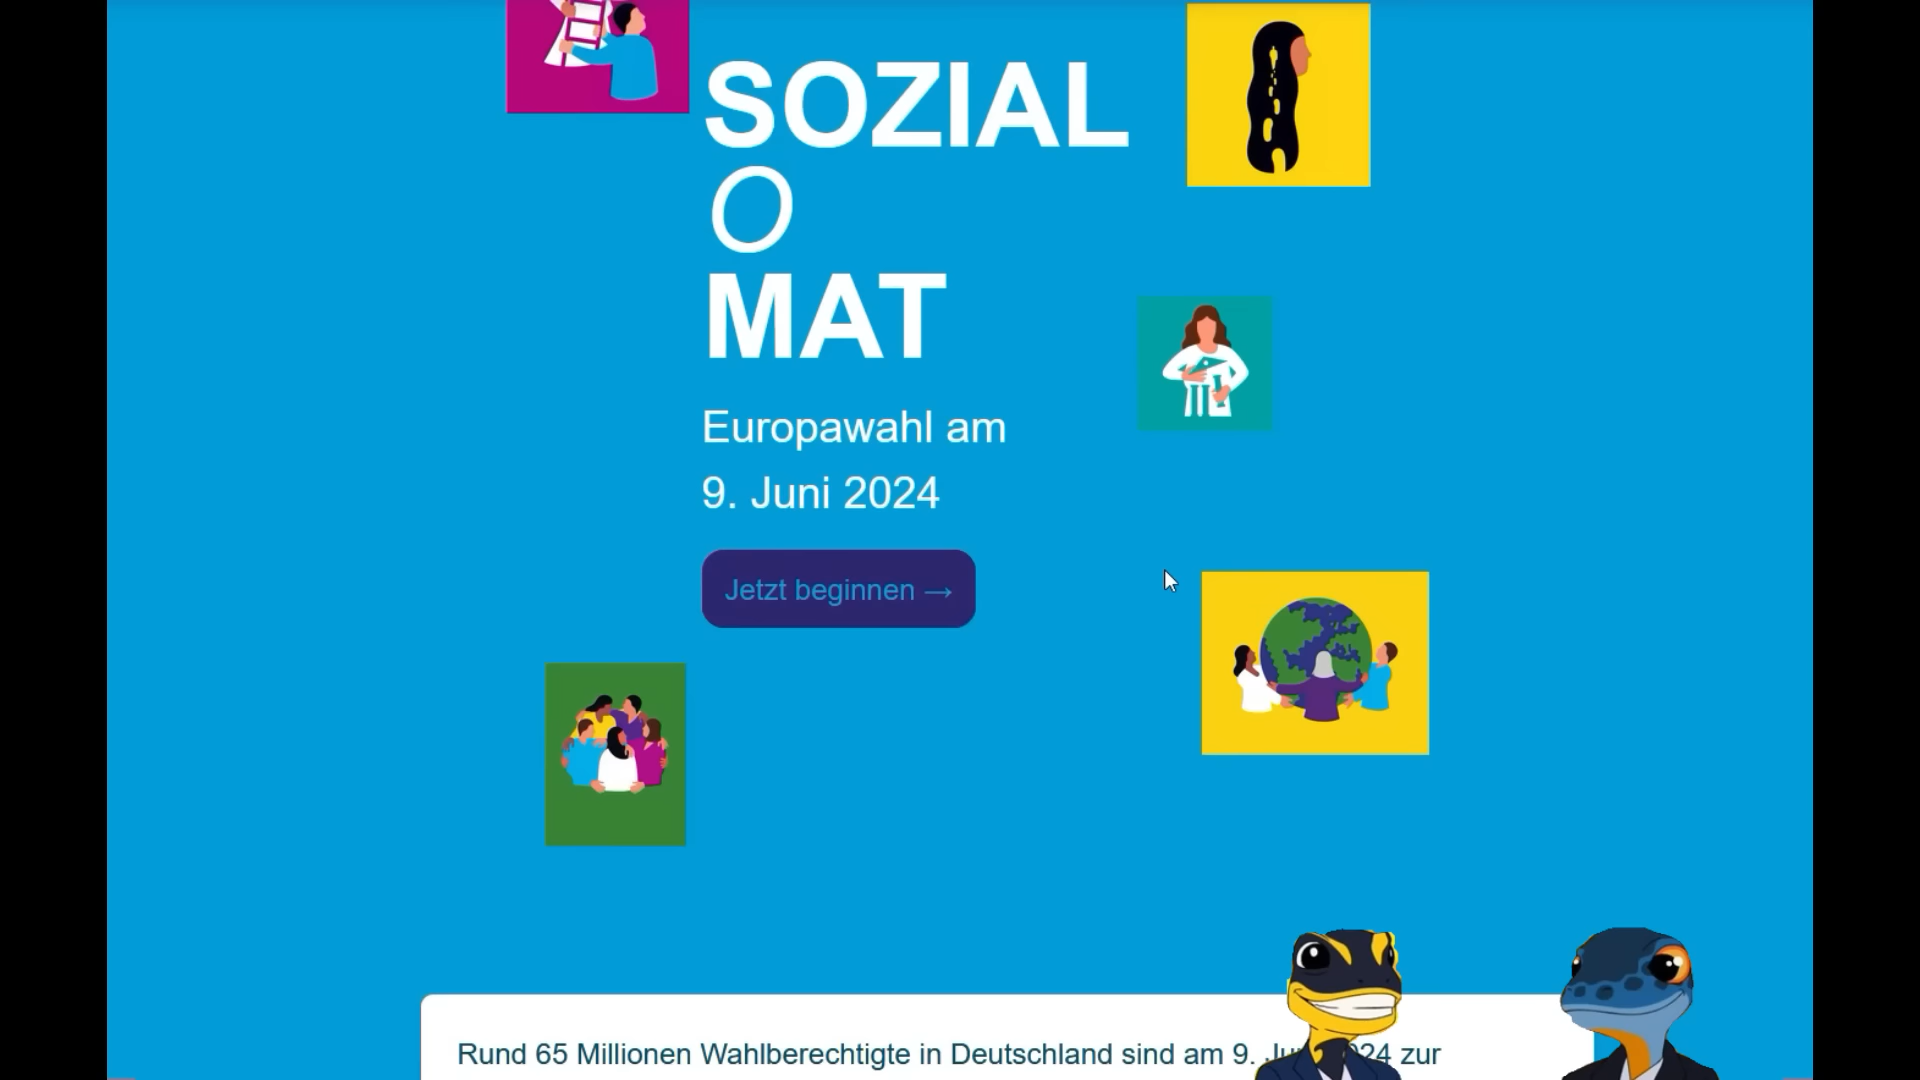 SOZIAL
O
MAT
Europawahl am
9. Juni 2024
Jetzt beginnen →
Rund 65 Millionen Wahlberechtigte in Deutschland sind am 9. zur